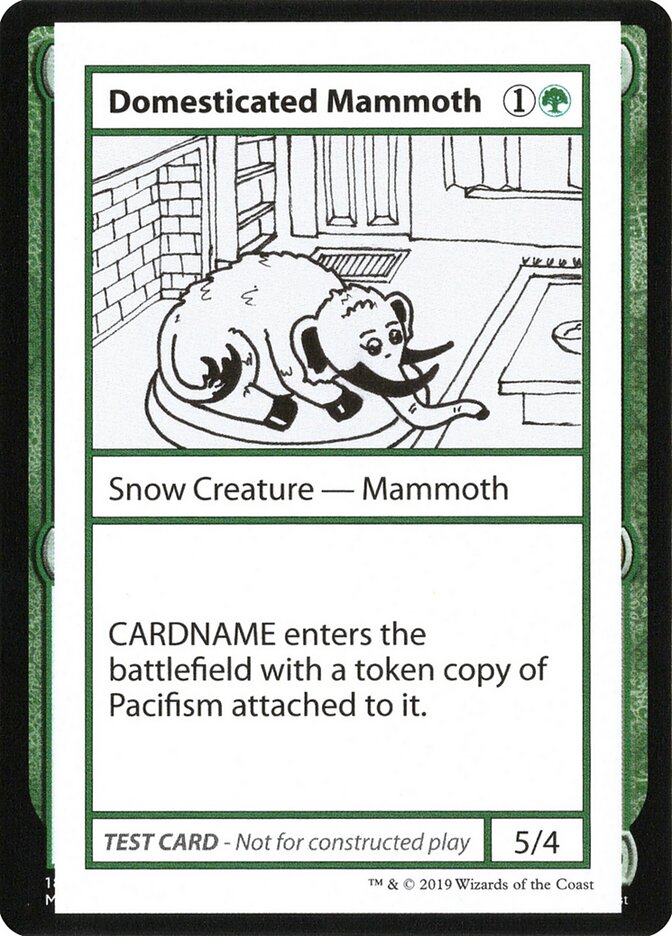 Domesticated Mammoth 1
Snow Creature — Mammoth
CARDNAME enters the
battlefield with a token copy of
Pacifism attached to it.
TEST CARD - Not for constructed play
5/4
™ & © 2019 Wizards of the Coast